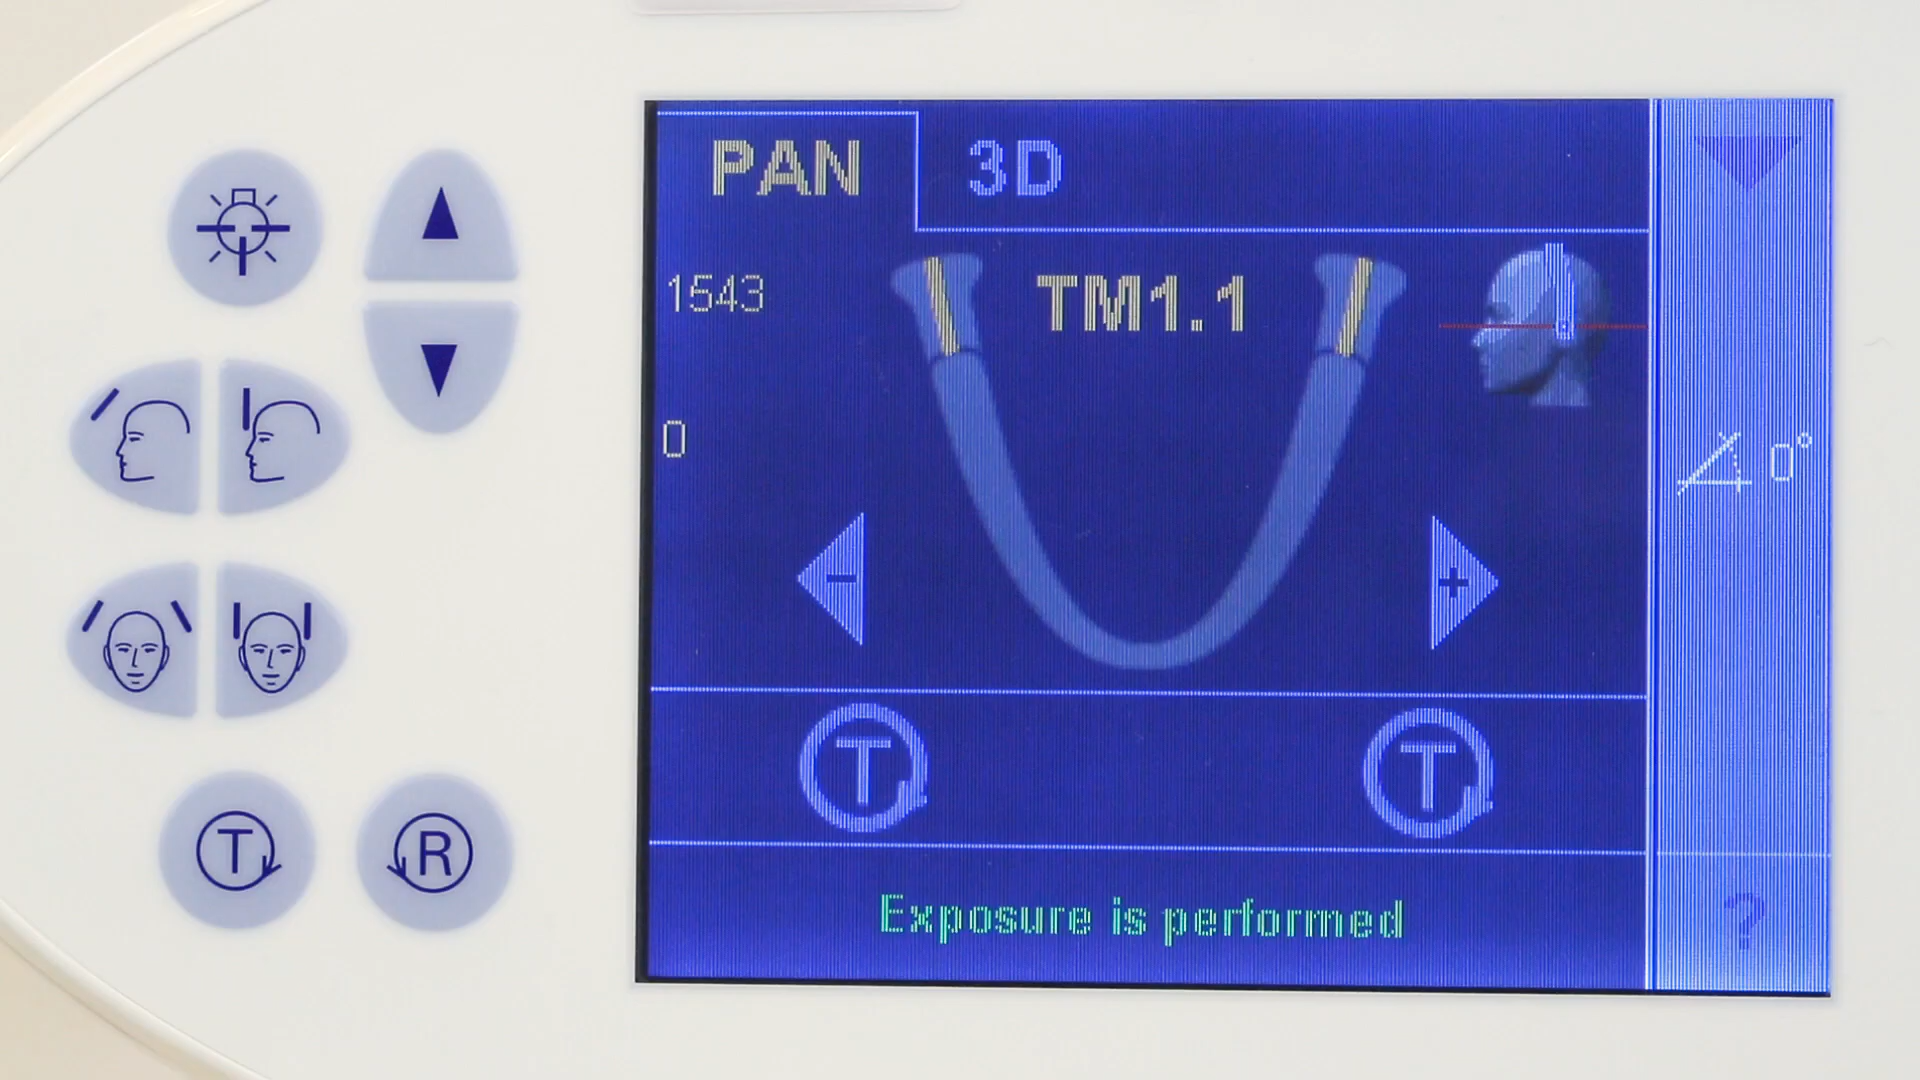 PAN 3D
1543
TM1.1
0
0°
- +
T T
T R
Exposure is performed
?